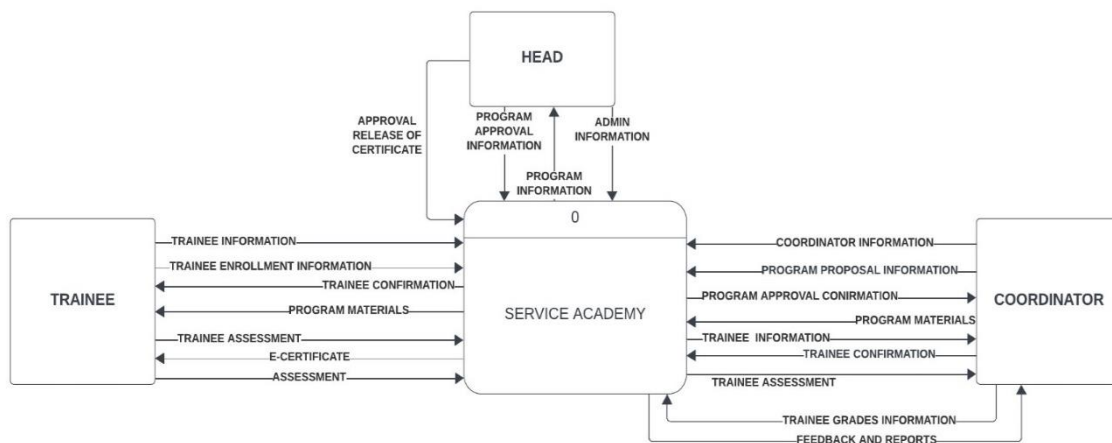 HEAD
APPROVAL
RELEASE OF
CERTIFICATE
PROGRAM
APPROVAL
INFORMATION
ADMIN
INFORMATION
PROGRAM
INFORMATION
0
SERVICE ACADEMY
TRAINEE
TRAINEE INFORMATION
TRAINEE ENROLLMENT INFORMATION
TRAINEE CONFIRMATION
PROGRAM MATERIALS
TRAINEE ASSESSMENT
E-CERTIFICATE
ASSESSMENT
COORDINATOR INFORMATION
PROGRAM PROPOSAL INFORMATION
PROGRAM APPROVAL CONIRMATION
PROGRAM MATERIALS
TRAINEE INFORMATION
TRAINEE CONFIRMATION
TRAINEE ASSESSMENT
COORDINATOR
TRAINEE GRADES INFORMATION
FEEDBACK AND REPORTS